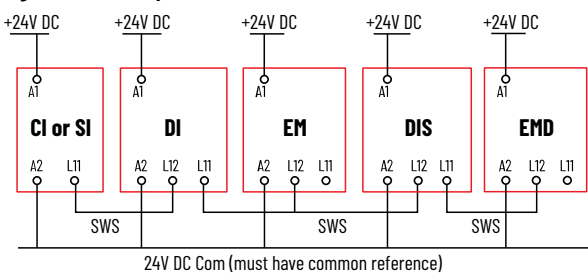 +24V DC +24V DC +24V DC +24V DC +24V DC
A1 A1 A1 A1 A1
CI or SI DI EM DIS EMD
A2 L11 A2 L12 L11 A2 L12 L11 A2 L12 L11 A2 L12 L11
SWS SWS SWS
24V DC Com (must have common reference)